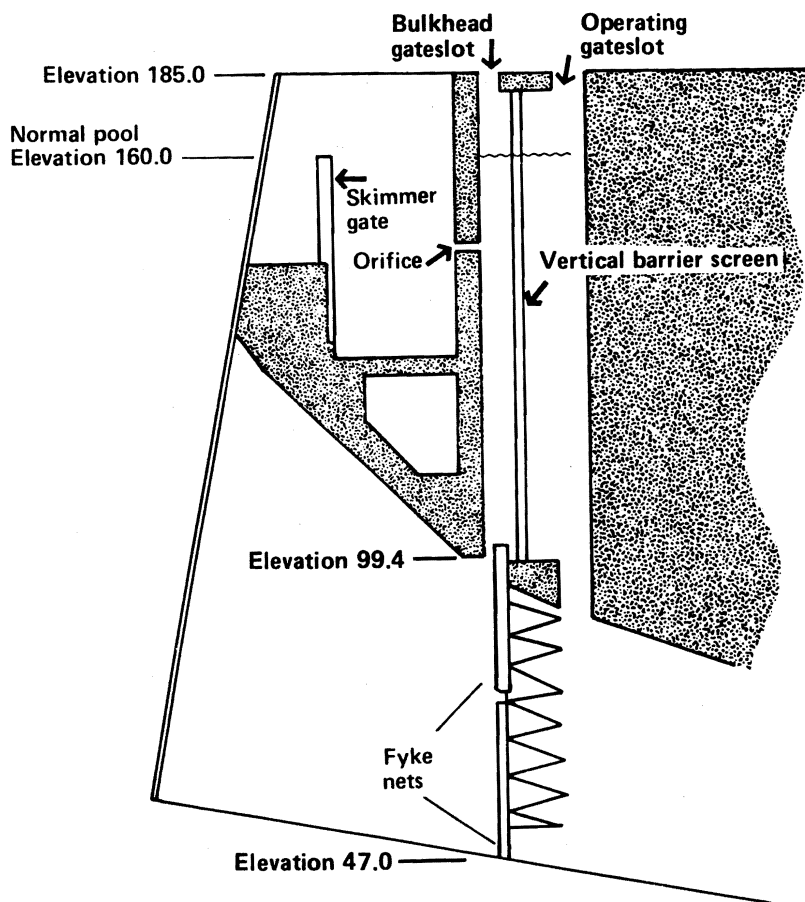 Bulkhead
gateslot
Operating
gateslot
Elevation 185.0
Normal pool
Elevation 160.0
Skimmer
gate
Orifice
Vertical barrier screen
Elevation 99.4
Fyke
nets
Elevation 47.0